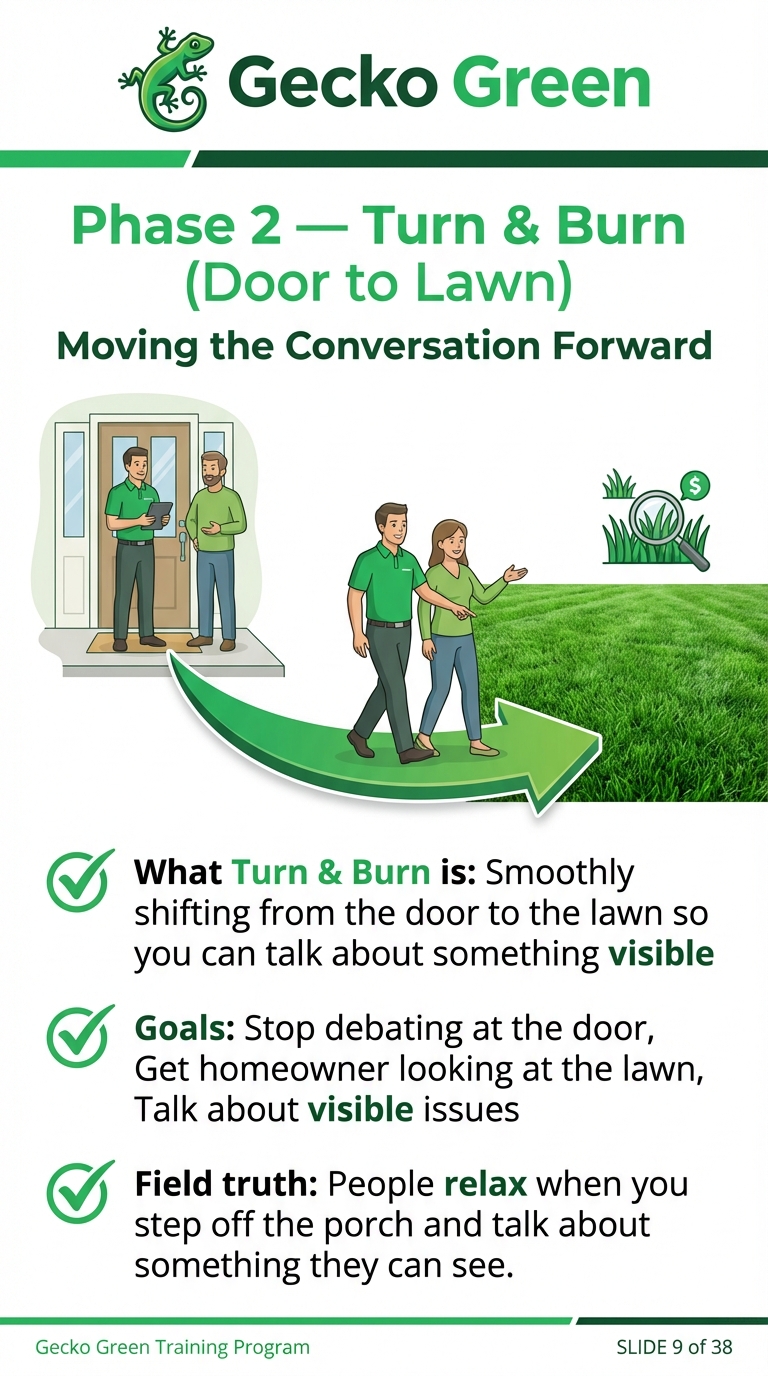 Gecko Green
Phase 2 — Turn & Burn
(Door to Lawn)
Moving the Conversation Forward
$
What Turn & Burn is: Smoothly
shifting from the door to the lawn so
you can talk about something visible
Goals: Stop debating at the door,
Get homeowner looking at the lawn,
Talk about visible issues
Field truth: People relax when you
step off the porch and talk about
something they can see.
Gecko Green Training Program
SLIDE 9 of 38